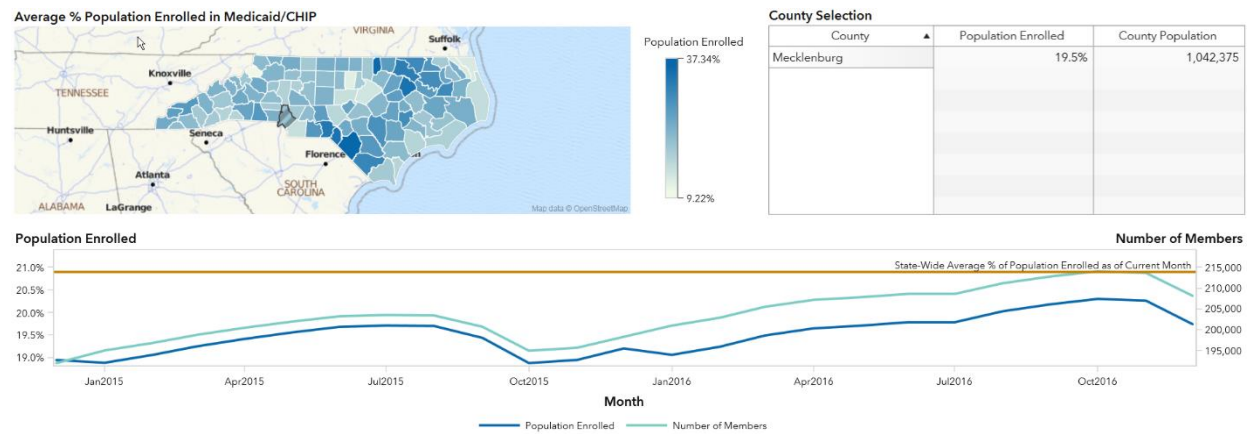 Average % Population Enrolled in Medicaid/CHIP
VIRGINIA
Suffolk
Knoxville
TENNESSEE
Huntsville
Seneca
Florence
Atlanta
SOUTH
CAROLINA
ALABAMA
LaGrange
Map data © OpenStreetMap
Population Enrolled
37.34%
9.22%
County Selection
County ▲ Population Enrolled County Population
Mecklenburg 19.5% 1,042,375
Population Enrolled
Number of Members
State-Wide Average % of Population Enrolled as of Current Month
21.0%
20.5%
20.0%
19.5%
19.0%
215,000
210,000
205,000
200,000
195,000
Jan2015 Apr2015 Jul2015 Oct2015 Jan2016 Apr2016 Jul2016 Oct2016
Month
Population Enrolled Number of Members